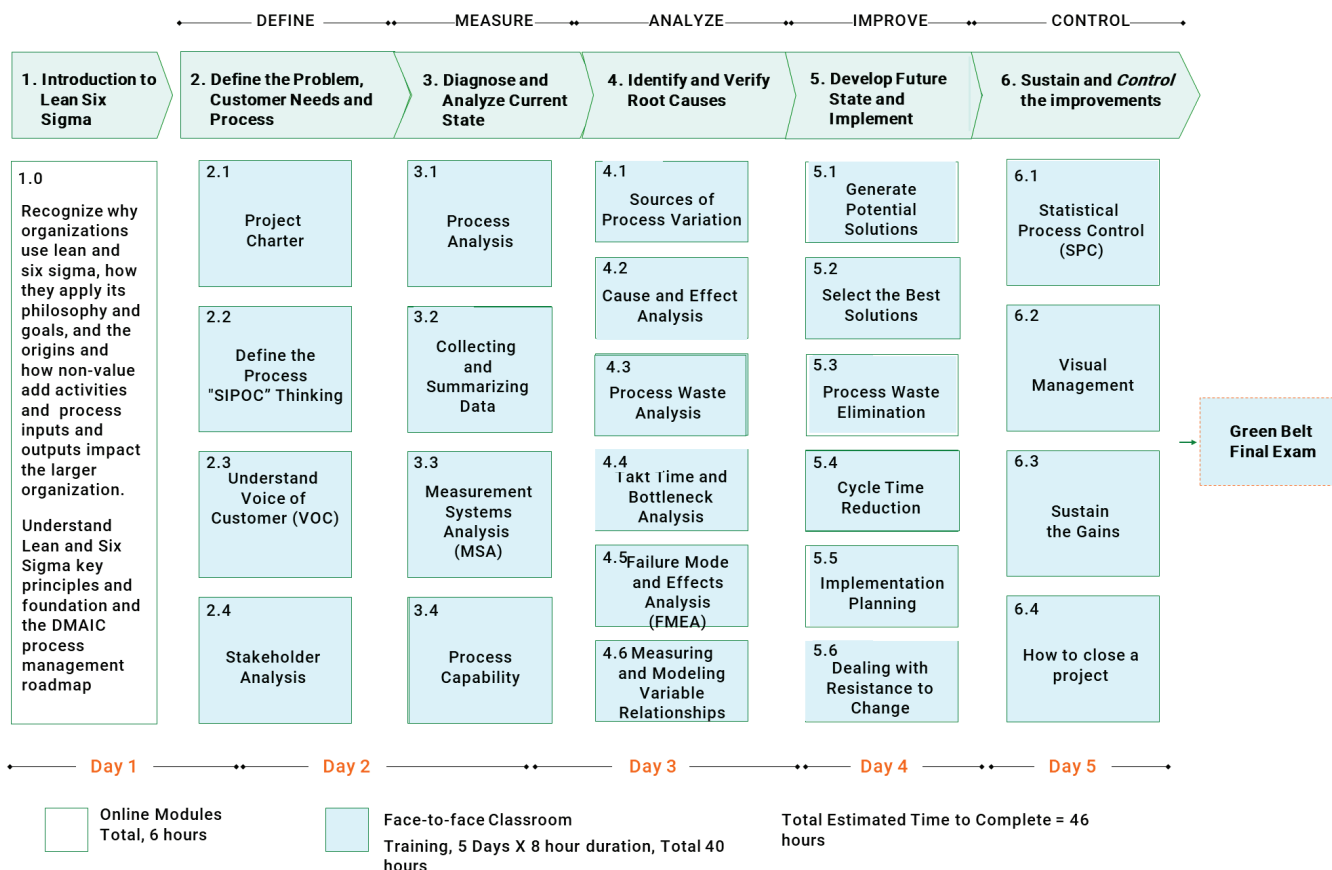 DEFINE
MEASURE
ANALYZE
IMPROVE
CONTROL
1. Introduction to
Lean Six
Sigma
2. Define the Problem,
Customer Needs and
Process
3. Diagnose and
Analyze Current
State
4. Identify and Verify
Root Causes
5. Develop Future
State and
Implement
6. Sustain and Control
the improvements
1.0
Recognize why
organizations
use lean and
six sigma, how
they apply its
philosophy and
goals, and the
origins and
how non-value
add activities
and process
inputs and
outputs impact
the larger
organization.
Understand
Lean and Six
Sigma key
principles and
foundation and
the DMAIC
process
management
roadmap
2.1
Project
Charter
2.2
Define the
Process
"SIPOC” Thinking
2.3
Understand
Voice of
Customer (VOC)
2.4
Stakeholder
Analysis
3.1
Process
Analysis
3.2
Collecting
and
Summarizing
Data
3.3
Measurement
Systems
Analysis
(MSA)
3.4
Process
Capability
4.1
Sources of
Process Variation
4.2
Cause and Effect
Analysis
4.3
Process Waste
Analysis
4.4
Takt Time and
Bottleneck
Analysis
4.5
Failure Mode
and Effects
Analysis
(FMEA)
4.6 Measuring
and Modeling
Variable
Relationships
5.1
Generate
Potential
Solutions
5.2
Select the Best
Solutions
5.3
Process Waste
Elimination
5.4
Cycle Time
Reduction
5.5
Implementation
Planning
5.6
Dealing with
Resistance to
Change
6.1
Statistical
Process Control
(SPC)
6.2
Visual
Management
6.3
Sustain
the Gains
6.4
How to close a
project
Green Belt
Final Exam
Day 1
Day 2
Day 3
Day 4
Day 5
Online Modules
Total, 6 hours
Face-to-face Classroom
Training, 5 Days X 8 hour duration, Total 40
hours
Total Estimated Time to Complete = 46
hours